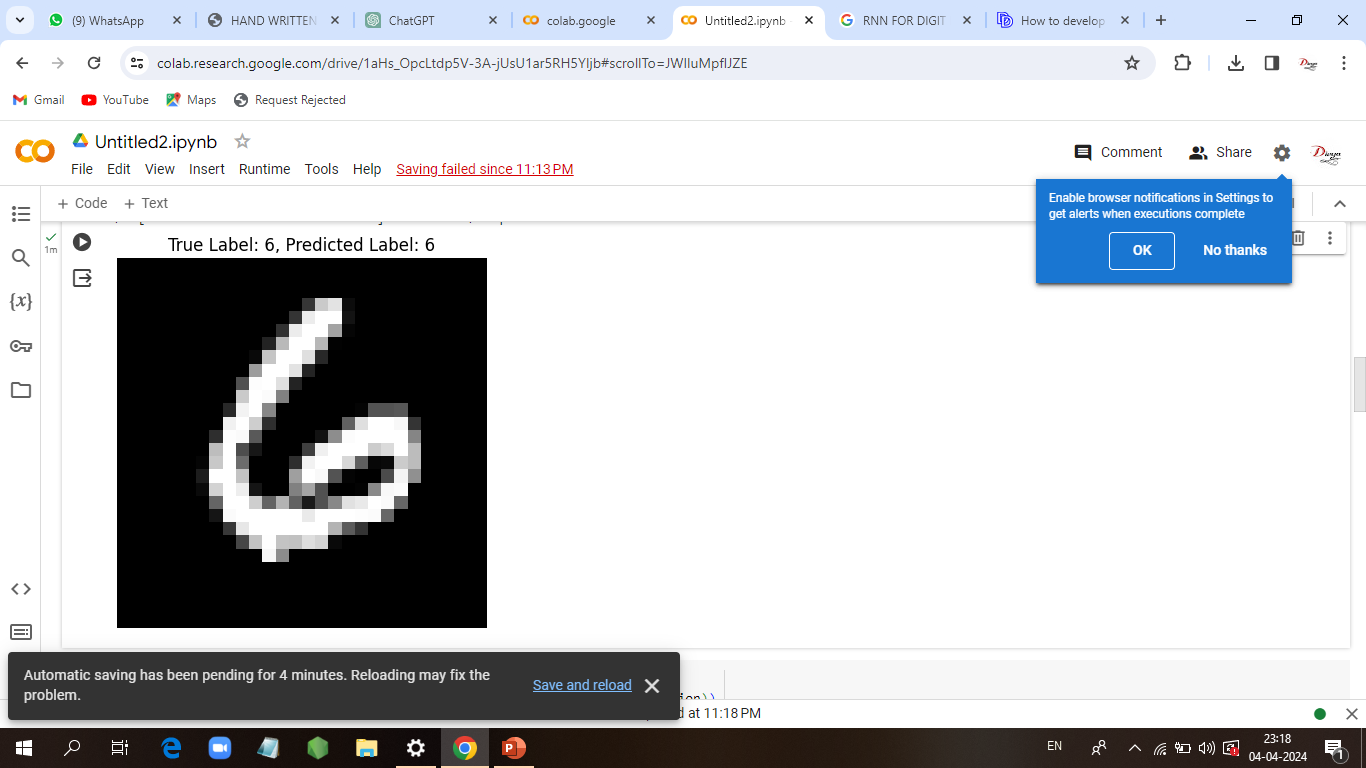 (9) WhatsApp
HAND WRITTEN
ChatGPT
colab.google
Untitled2.ipynb
RNN FOR DIGIT
How to develop
colab.research.google.com/drive/1aHs_OpcLtdp5V-3A-jUsU1ar5RH5YIjb#scrollTo=JWlluMpfIJZE
Gmail
YouTube
Maps
Request Rejected
Untitled2.ipynb
File Edit View Insert Runtime Tools Help Saving failed since 11:13 PM
Comment
Share
Divya
+ Code + Text
Enable browser notifications in Settings to
get alerts when executions complete
OK
No thanks
1m
True Label: 6, Predicted Label: 6
{x}
Automatic saving has been pending for 4 minutes. Reloading may fix the
problem.
Save and reload
at 11:18 PM
EN
23:18
04-04-2024
1